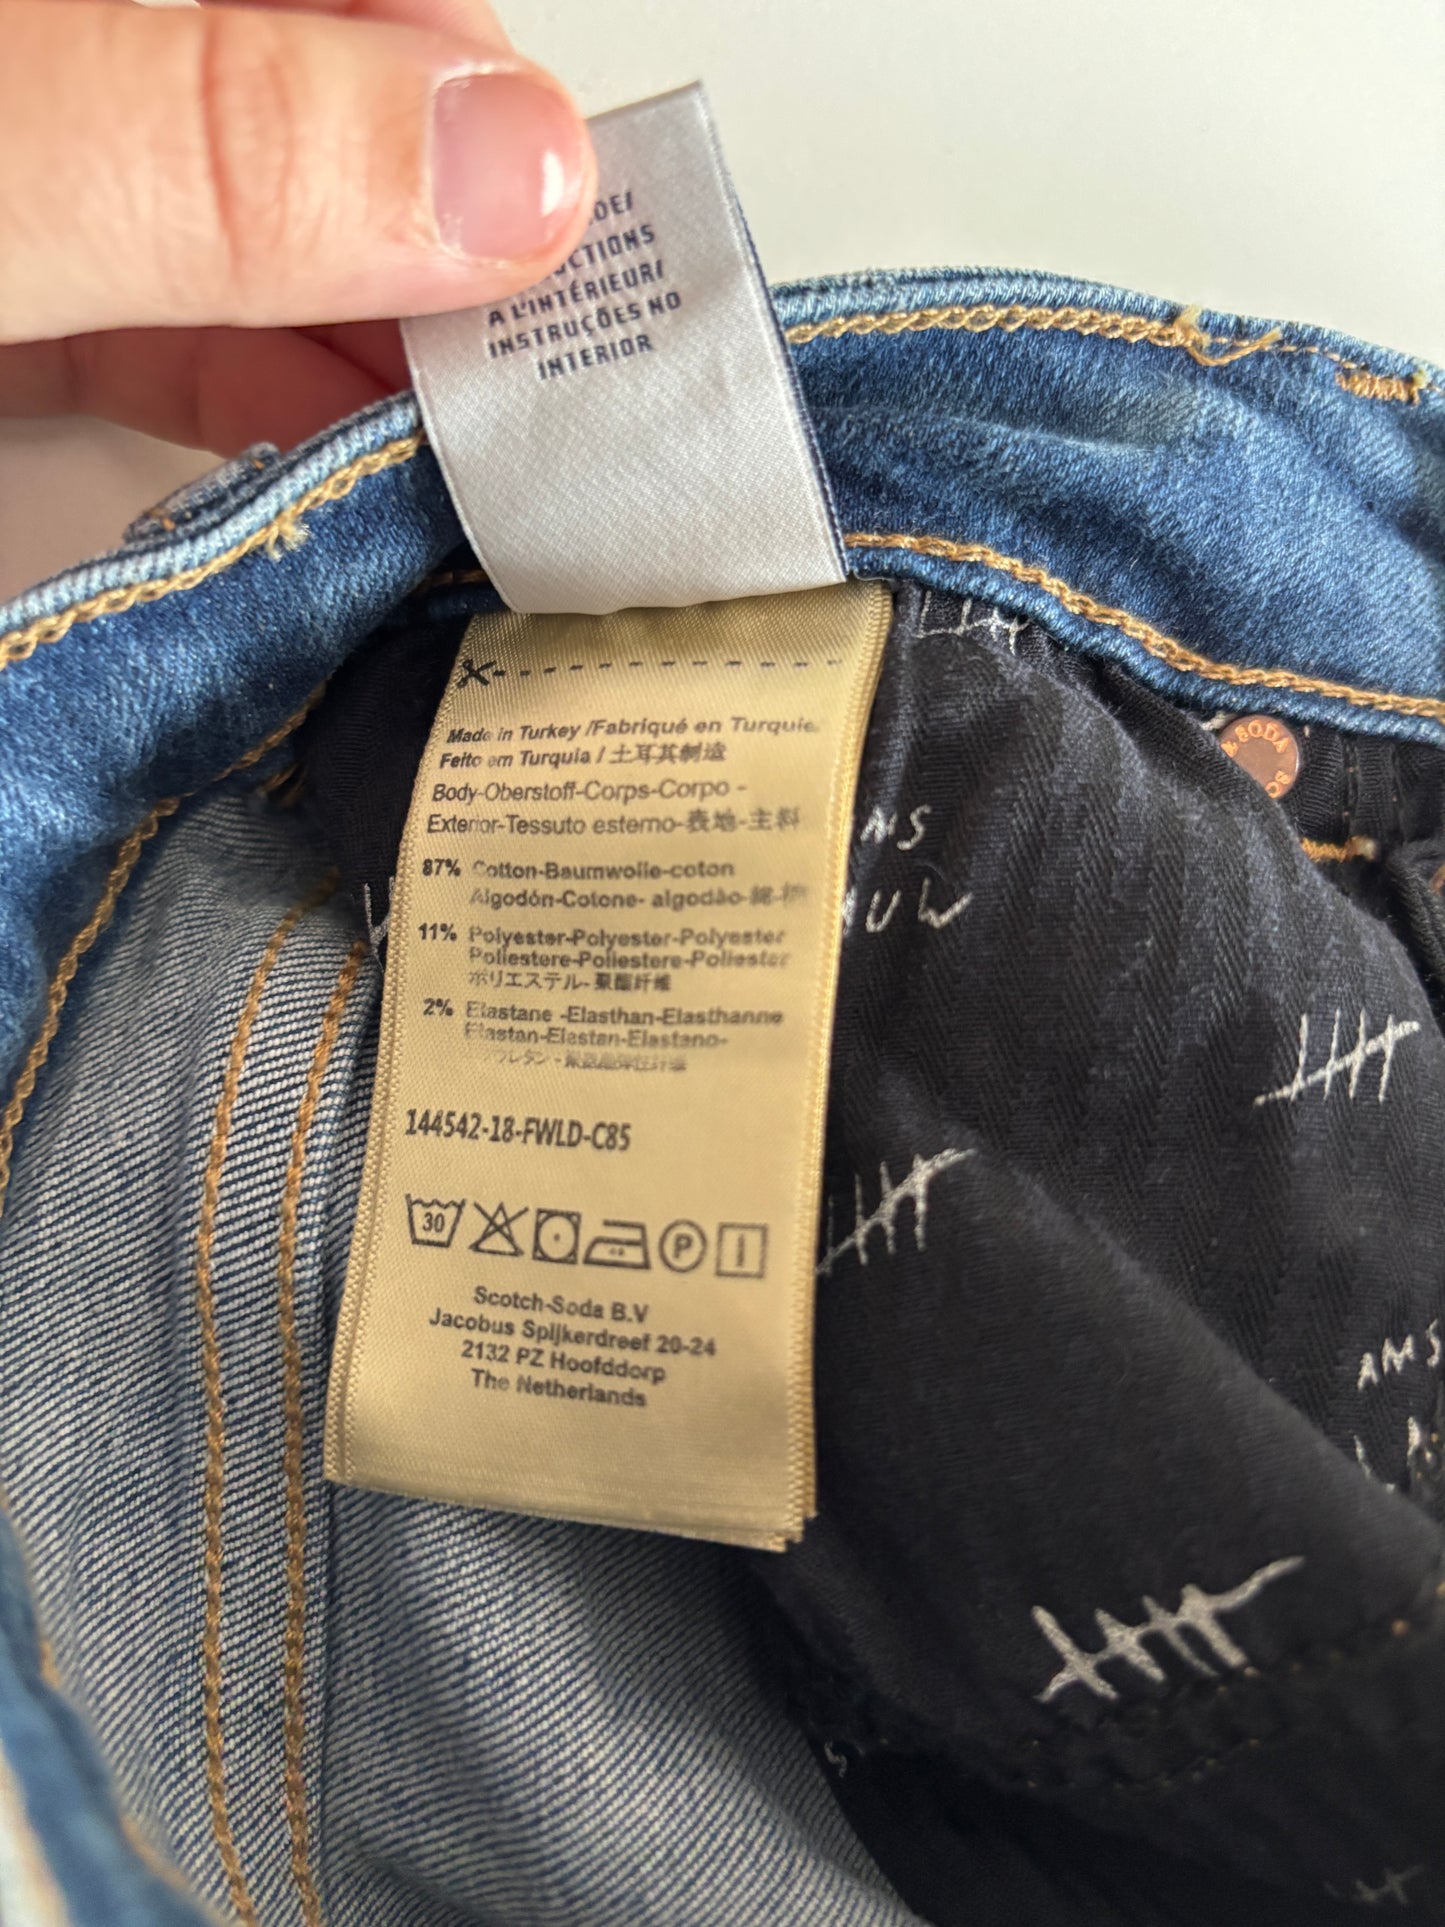 A L'INTÉRIEUR/
INSTRUÇÕES NO
INTERIOR
Made in Turkey /Fabriqué en Turquie.
Feito em Turquia / 土耳其制造
Body-Oberstoff-Corps-Corpo -
Exterior-Tessuto esterno-表地-主料
87% Cotton-Baumwolle-coton
Algodón-Cotone- algodão-綿-
11% Polyester-Polyester-Polyester
Poliestere-Poliestere-Poliester
ポリエステル- 聚酯纤维
2% Elastane -Elasthan-Elasthanne
Elastan-Elastan-Elastano-
144542-18-FWLD-C85
30
P
Scotch-Soda B.V
Jacobus Spijkerdreef 20-24
2132 PZ Hoofddorp
The Netherlands
& SODA
AMS